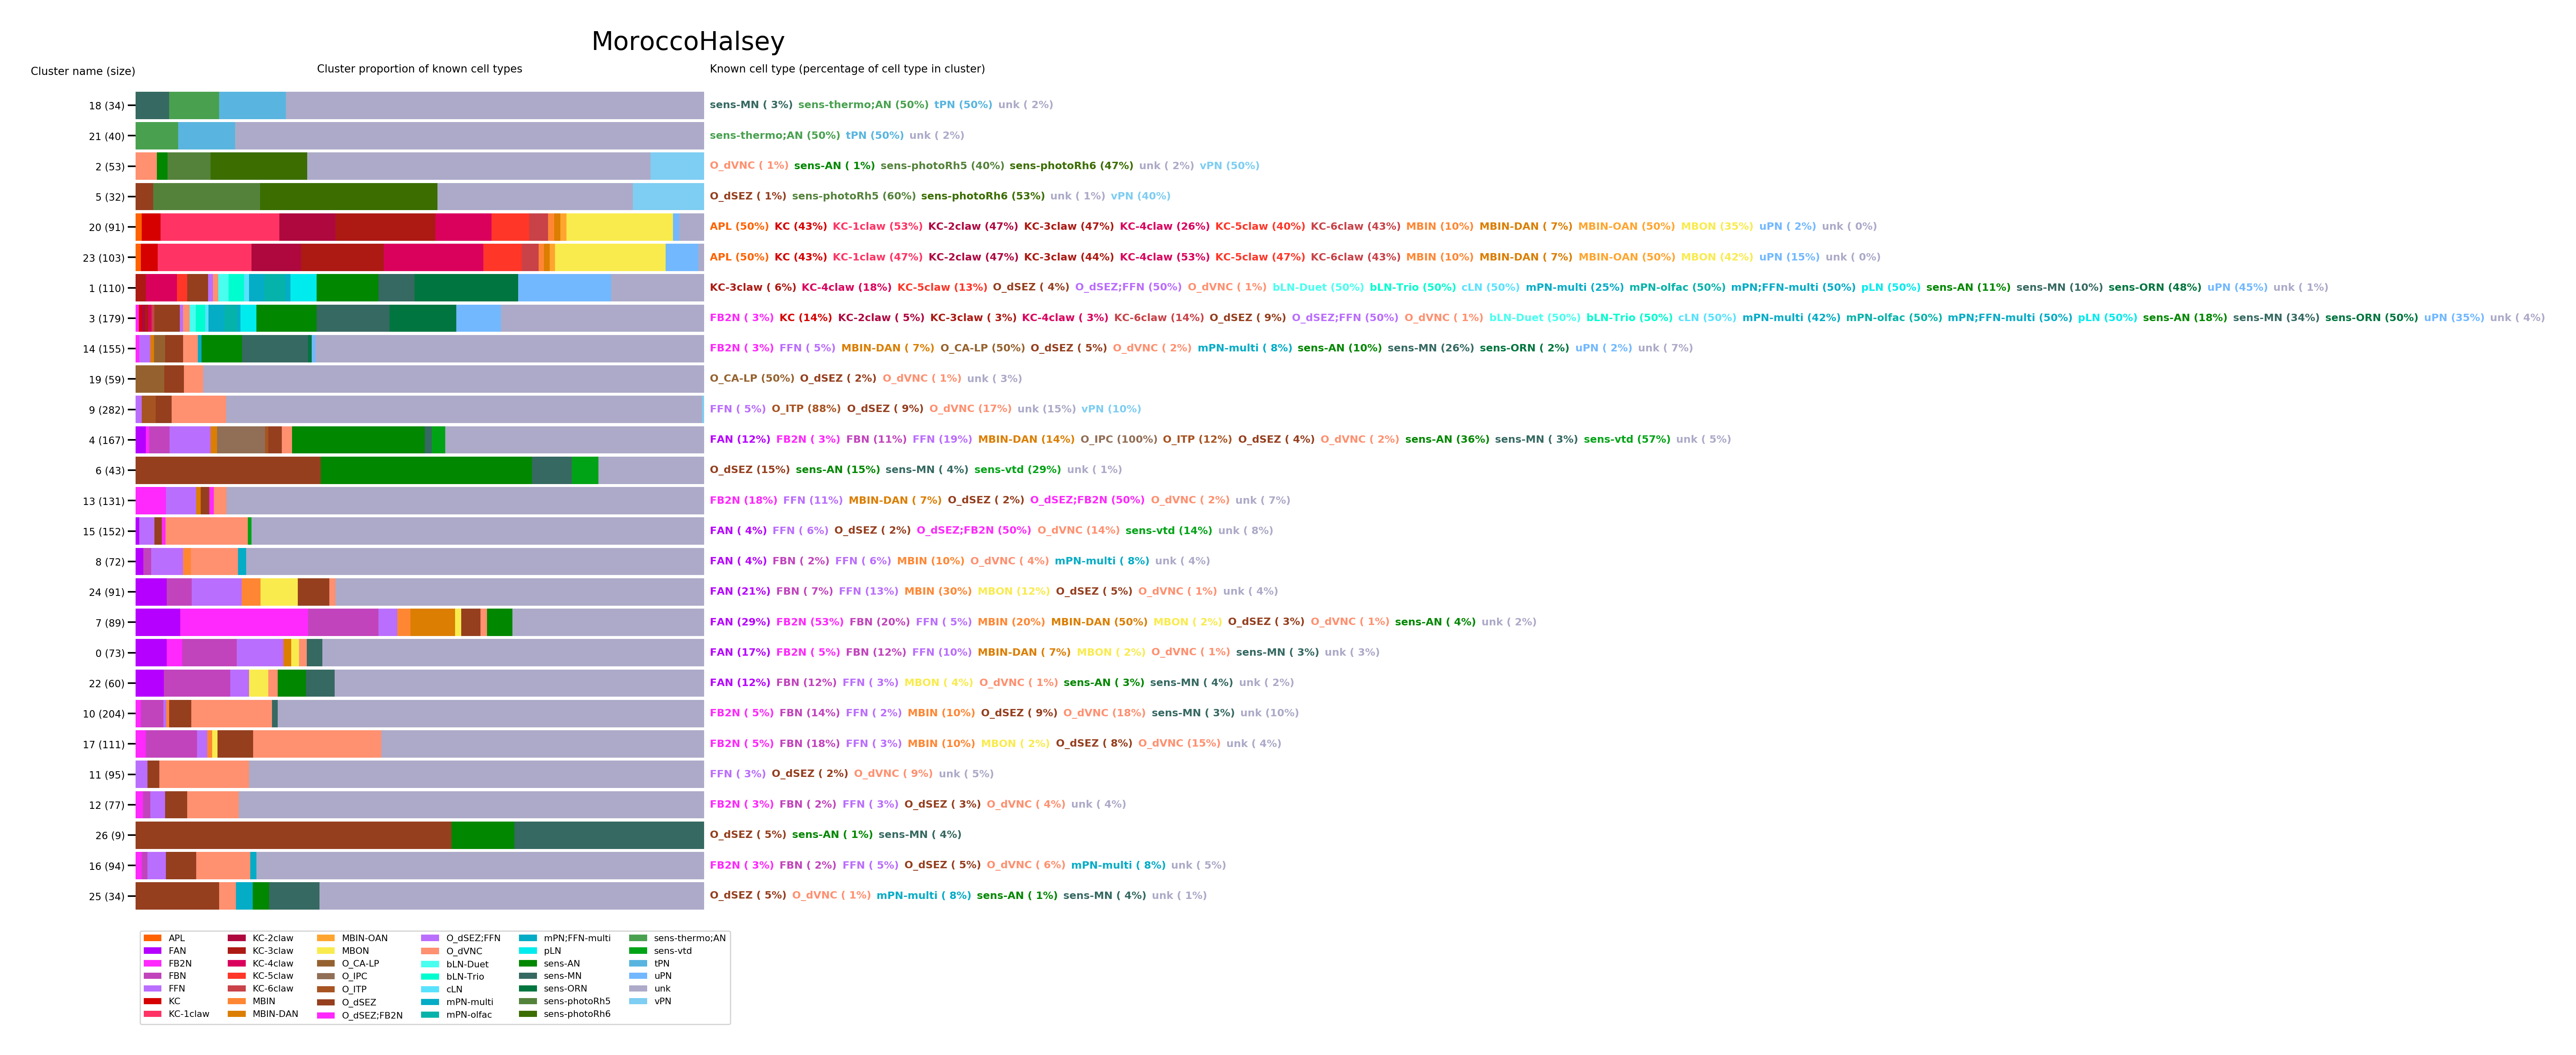 MoroccoHalsey
Cluster name (size) Cluster proportion of known cell types Known cell type (percentage of cell type in cluster)
18 (34) sens-MN ( 3%) sens-thermo;AN (50%) tPN (50%) unk ( 2%)
21 (40) sens-thermo;AN (50%) tPN (50%) unk ( 2%)
2 (53) O_dVNC ( 1%) sens-AN ( 1%) sens-photoRh5 (40%) sens-photoRh6 (47%) unk ( 2%) vPN (50%)
5 (32) O_dSEZ ( 1%) sens-photoRh5 (60%) sens-photoRh6 (53%) unk ( 1%) vPN (40%)
20 (91) APL (50%) KC (43%) KC-1claw (53%) KC-2claw (47%) KC-3claw (47%) KC-4claw (26%) KC-5claw (40%) KC-6claw (43%) MBIN (10%) MBIN-DAN ( 7%) MBIN-OAN (50%) MBON (35%) uPN ( 2%) unk ( 0%)
23 (103) APL (50%) KC (43%) KC-1claw (47%) KC-2claw (47%) KC-3claw (44%) KC-4claw (53%) KC-5claw (47%) KC-6claw (43%) MBIN (10%) MBIN-DAN ( 7%) MBIN-OAN (50%) MBON (42%) uPN (15%) unk ( 0%)
1 (110) KC-3claw ( 6%) KC-4claw (18%) KC-5claw (13%) O_dSEZ ( 4%) O_dSEZ;FFN (50%) O_dVNC ( 1%) bLN-Duet (50%) bLN-Trio (50%) cLN (50%) mPN-multi (25%) mPN-olfac (50%) mPN;FFN-multi (50%) pLN (50%) sens-AN (11%) sens-MN (10%) sens-ORN (48%) uPN (45%) unk ( 1%)
3 (179) FB2N ( 3%) KC (14%) KC-2claw ( 5%) KC-3claw ( 3%) KC-4claw ( 3%) KC-6claw (14%) O_dSEZ ( 9%) O_dSEZ;FFN (50%) O_dVNC ( 1%) bLN-Duet (50%) bLN-Trio (50%) cLN (50%) mPN-multi (42%) mPN-olfac (50%) mPN;FFN-multi (50%) pLN (50%) sens-AN (18%) sens-MN (34%) sens-ORN (50%) uPN (35%) unk ( 4%)
14 (155) FB2N ( 3%) FFN ( 5%) MBIN-DAN ( 7%) O_CA-LP (50%) O_dSEZ ( 5%) O_dVNC ( 2%) mPN-multi ( 8%) sens-AN (10%) sens-MN (26%) sens-ORN ( 2%) uPN ( 2%) unk ( 7%)
19 (59) O_CA-LP (50%) O_dSEZ ( 2%) O_dVNC ( 1%) unk ( 3%)
9 (282) FFN ( 5%) O_ITP (88%) O_dSEZ ( 9%) O_dVNC (17%) unk (15%) vPN (10%)
4 (167) FAN (12%) FB2N ( 3%) FBN (11%) FFN (19%) MBIN-DAN (14%) O_IPC (100%) O_ITP (12%) O_dSEZ ( 4%) O_dVNC ( 2%) sens-AN (36%) sens-MN ( 3%) sens-vtd (57%) unk ( 5%)
6 (43) O_dSEZ (15%) sens-AN (15%) sens-MN ( 4%) sens-vtd (29%) unk ( 1%)
13 (131) FB2N (18%) FFN (11%) MBIN-DAN ( 7%) O_dSEZ ( 2%) O_dSEZ;FB2N (50%) O_dVNC ( 2%) unk ( 7%)
15 (152) FAN ( 4%) FFN ( 6%) O_dSEZ ( 2%) O_dSEZ;FB2N (50%) O_dVNC (14%) sens-vtd (14%) unk ( 8%)
8 (72) FAN ( 4%) FBN ( 2%) FFN ( 6%) MBIN (10%) O_dVNC ( 4%) mPN-multi ( 8%) unk ( 4%)
24 (91) FAN (21%) FBN ( 7%) FFN (13%) MBIN (30%) MBON (12%) O_dSEZ ( 5%) O_dVNC ( 1%) unk ( 4%)
7 (89) FAN (29%) FB2N (53%) FBN (20%) FFN ( 5%) MBIN (20%) MBIN-DAN (50%) MBON ( 2%) O_dSEZ ( 3%) O_dVNC ( 1%) sens-AN ( 4%) unk ( 2%)
0 (73) FAN (17%) FB2N ( 5%) FBN (12%) FFN (10%) MBIN-DAN ( 7%) MBON ( 2%) O_dVNC ( 1%) sens-MN ( 3%) unk ( 3%)
22 (60) FAN (12%) FBN (12%) FFN ( 3%) MBON ( 4%) O_dVNC ( 1%) sens-AN ( 3%) sens-MN ( 4%) unk ( 2%)
10 (204) FB2N ( 5%) FBN (14%) FFN ( 2%) MBIN (10%) O_dSEZ ( 9%) O_dVNC (18%) sens-MN ( 3%) unk (10%)
17 (111) FB2N ( 5%) FBN (18%) FFN ( 3%) MBIN (10%) MBON ( 2%) O_dSEZ ( 8%) O_dVNC (15%) unk ( 4%)
11 (95) FFN ( 3%) O_dSEZ ( 2%) O_dVNC ( 9%) unk ( 5%)
12 (77) FB2N ( 3%) FBN ( 2%) FFN ( 3%) O_dSEZ ( 3%) O_dVNC ( 4%) unk ( 4%)
26 (9) O_dSEZ ( 5%) sens-AN ( 1%) sens-MN ( 4%)
16 (94) FB2N ( 3%) FBN ( 2%) FFN ( 5%) O_dSEZ ( 5%) O_dVNC ( 6%) mPN-multi ( 8%) unk ( 5%)
25 (34) O_dSEZ ( 5%) O_dVNC ( 1%) mPN-multi ( 8%) sens-AN ( 1%) sens-MN ( 4%) unk ( 1%)
APL KC-2claw MBIN-OAN O_dSEZ;FFN mPN;FFN-multi sens-thermo;AN
FAN KC-3claw MBON O_dVNC pLN sens-vtd
FB2N KC-4claw O_CA-LP bLN-Duet sens-AN tPN
FBN KC-5claw O_IPC bLN-Trio sens-MN uPN
FFN KC-6claw O_ITP cLN sens-ORN unk
KC MBIN O_dSEZ mPN-multi sens-photoRh5 vPN
KC-1claw MBIN-DAN O_dSEZ;FB2N mPN-olfac sens-photoRh6